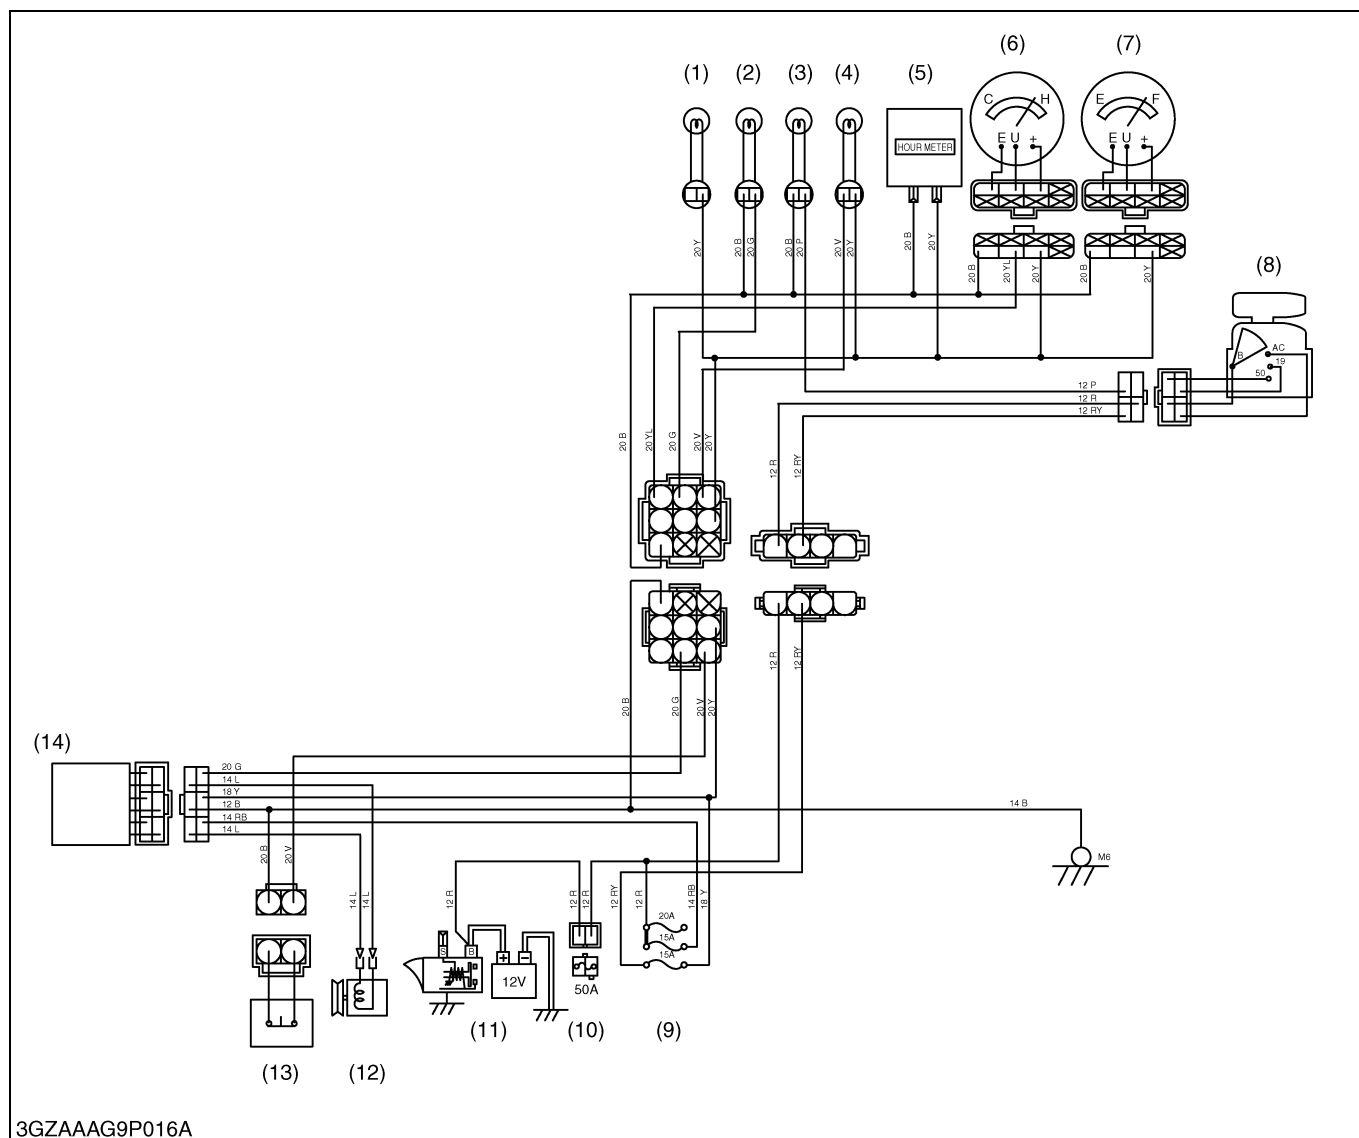 (6) (7)
(1) (2) (3) (4) (5)
C H E F
E U + E U +
HOUR METER
20 Y 20 B 20 G 20 B 20 P 20 V 20 Y 20 B 20 Y
20 B 20 YL 20 Y 20 B 20 Y
(8)
B AC
19
50
12 P
12 R
12 RY
20 B 20 YL 20 G 20 V 20 Y 12 R 12 RY
12 R 12 RY
20 B 20 G 20 V 20 Y
(14)
20 G
14 L
18 Y
12 B
14 RB
14 L
14 B
M6
20 B 20 V
14 L 14 L
12 R 12 R 12 R 12 RY 12 R 14 RB 18 Y
20A
15A
15A
S B + −
12V
50A
(11) (10) (9)
(13) (12)
3GZAAAG9P016A